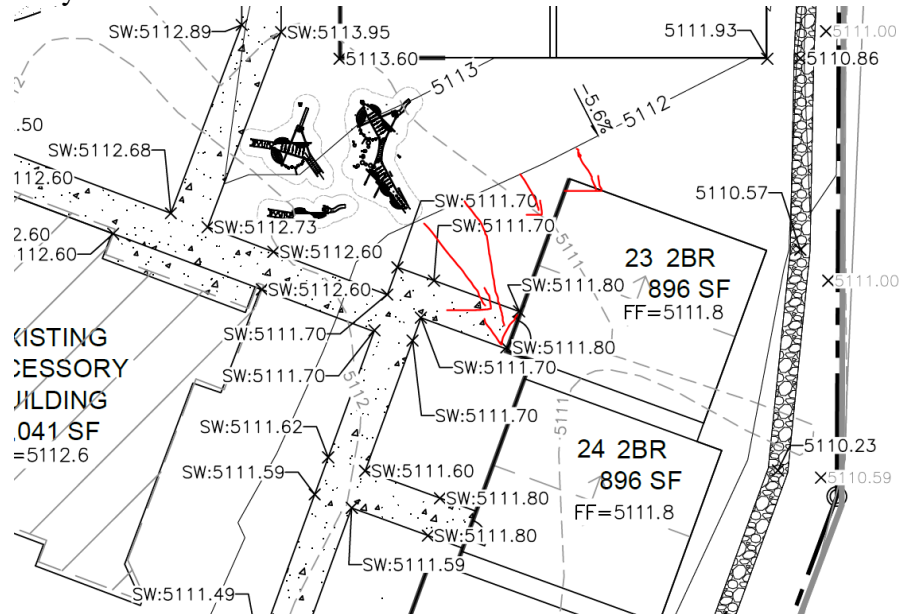 SW:5112.89
SW:5113.95
5111.93
5111.00
5113.60
5110.86
5113
5112
-5.6%
.50
SW:5112.68
112.60
SW:5111.70
5110.57
SW:5111.70
SW:5112.73
2.60
112.60
SW:5112.60
5111
23 2BR
896 SF
FF=5111.8
5111.00
SW:5112.60
SW:5111.80
SW:5111.70
XISTING
CESSORY
UILDING
,041 SF
=5112.6
SW:5111.80
SW:5111.70
SW:5111.70
5112
SW:5111.70
5111
SW:5111.62
24 2BR
896 SF
FF=5111.8
5110.23
SW:5111.59
SW:5111.60
5110.59
SW:5111.80
SW:5111.80
SW:5111.59
SW:5111.49